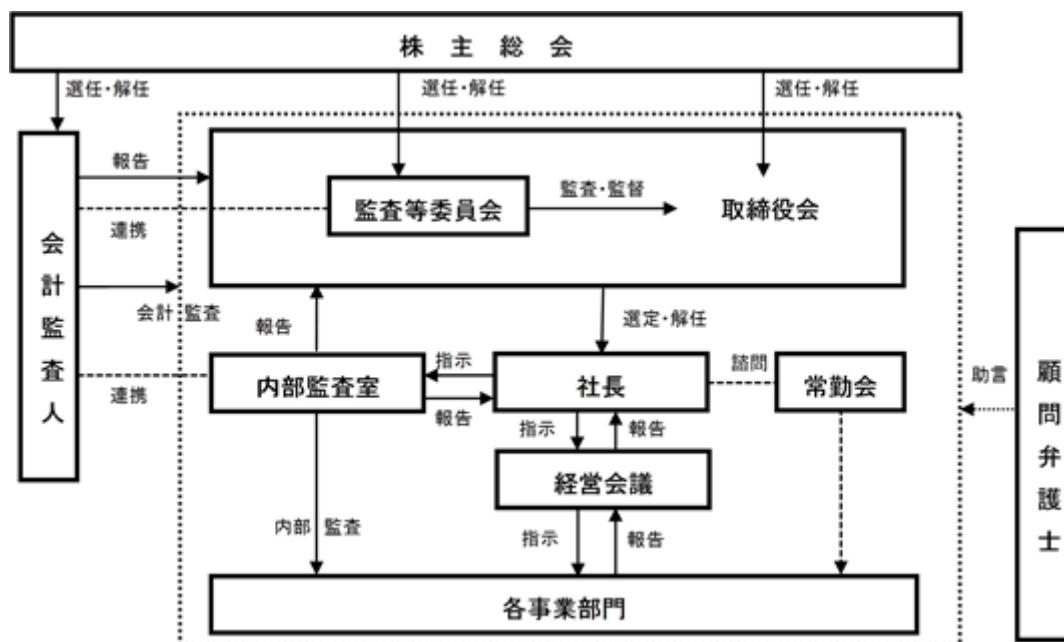 株主総会
選任・解任
選任・解任
選任・解任
報告
監査等委員会
監査・監督
取締役会
連携
会計監査人
会計監査
報告
選定・解任
顧問弁護士
助言
指示
内部監査室
社長
諮問
常勤会
連携
報告
指示
報告
経営会議
内部監査
指示
報告
各事業部門